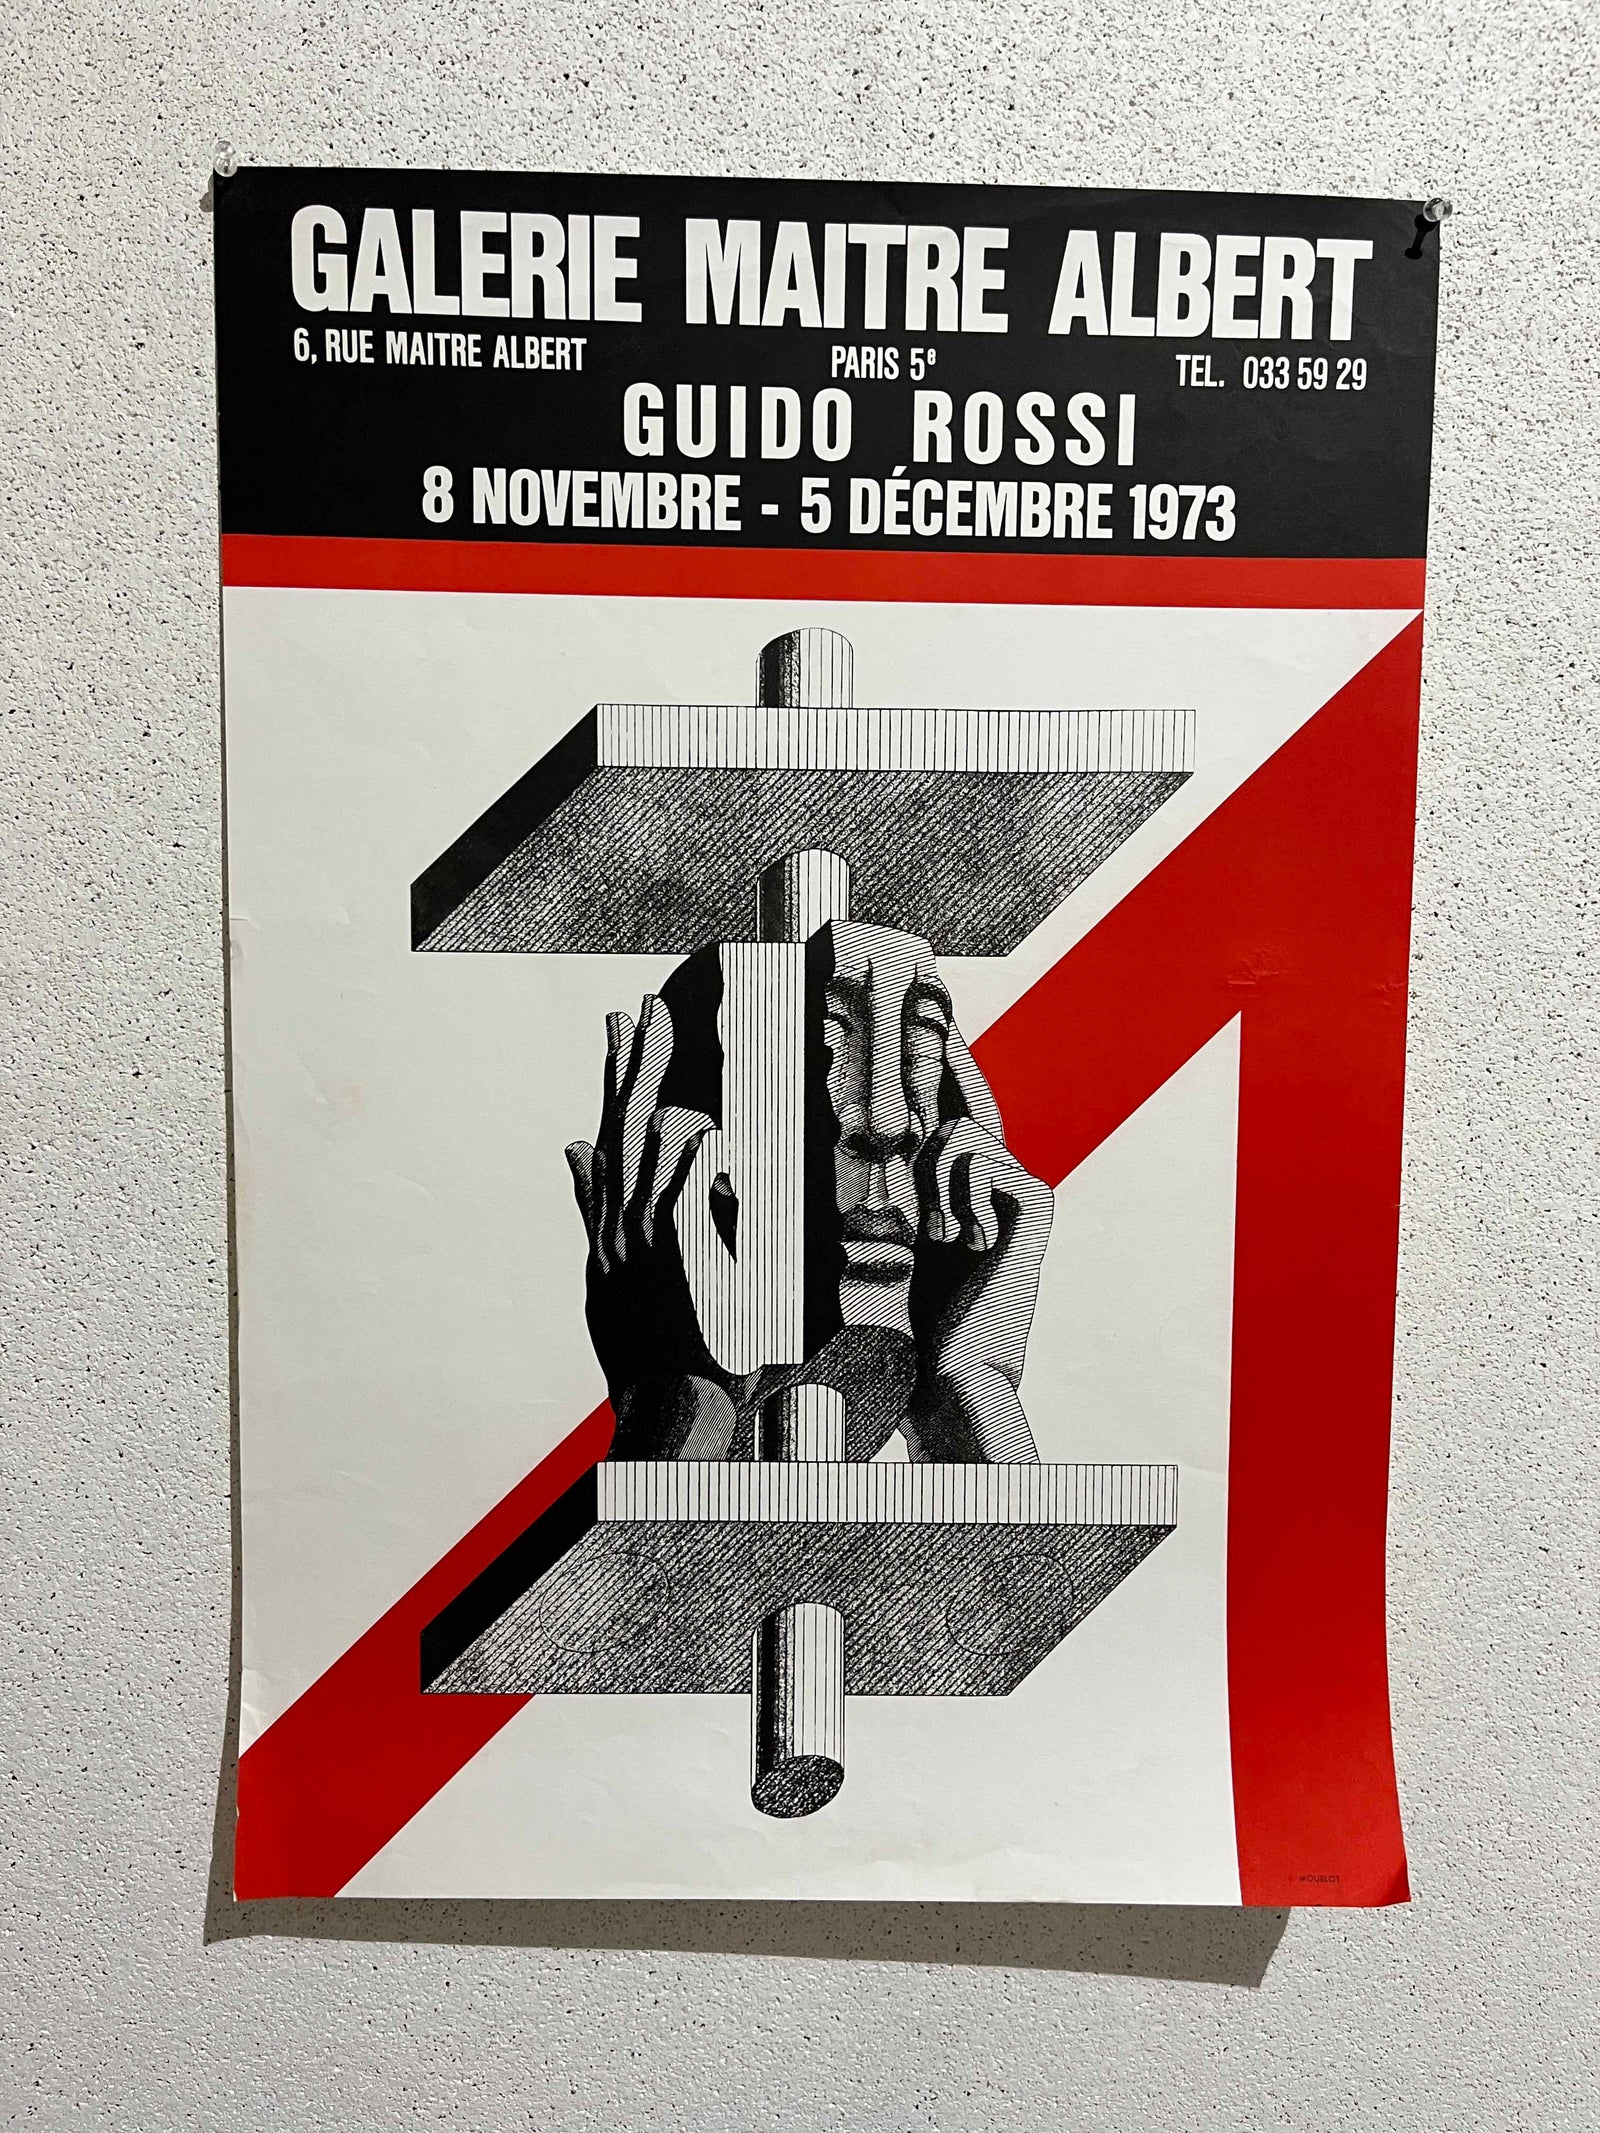 GALERIE MAITRE ALBERT
6, RUE MAITRE ALBERT PARIS 5e TEL. 033 59 29
GUIDO ROSSI
8 NOVEMBRE - 5 DÉCEMBRE 1973
MOURLOT